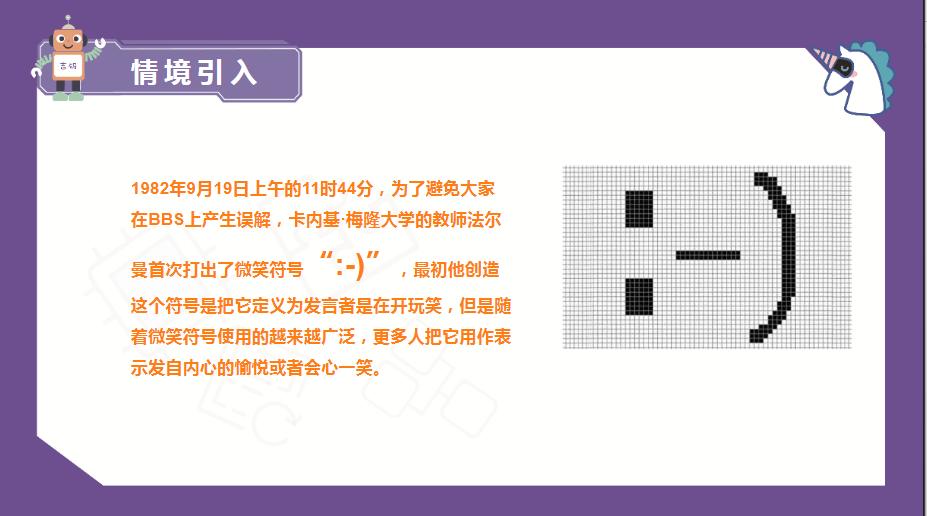 情境引入
1982年9月19日上午的11时44分，为了避免大家
在BBS上产生误解，卡内基·梅隆大学的教师法尔
曼首次打出了微笑符号 “:-)” ，最初他创造
这个符号是把它定义为发言者是在开玩笑，但是随
着微笑符号使用的越来越广泛，更多人把它用作表
示发自内心的愉悦或者会心一笑。
:-)